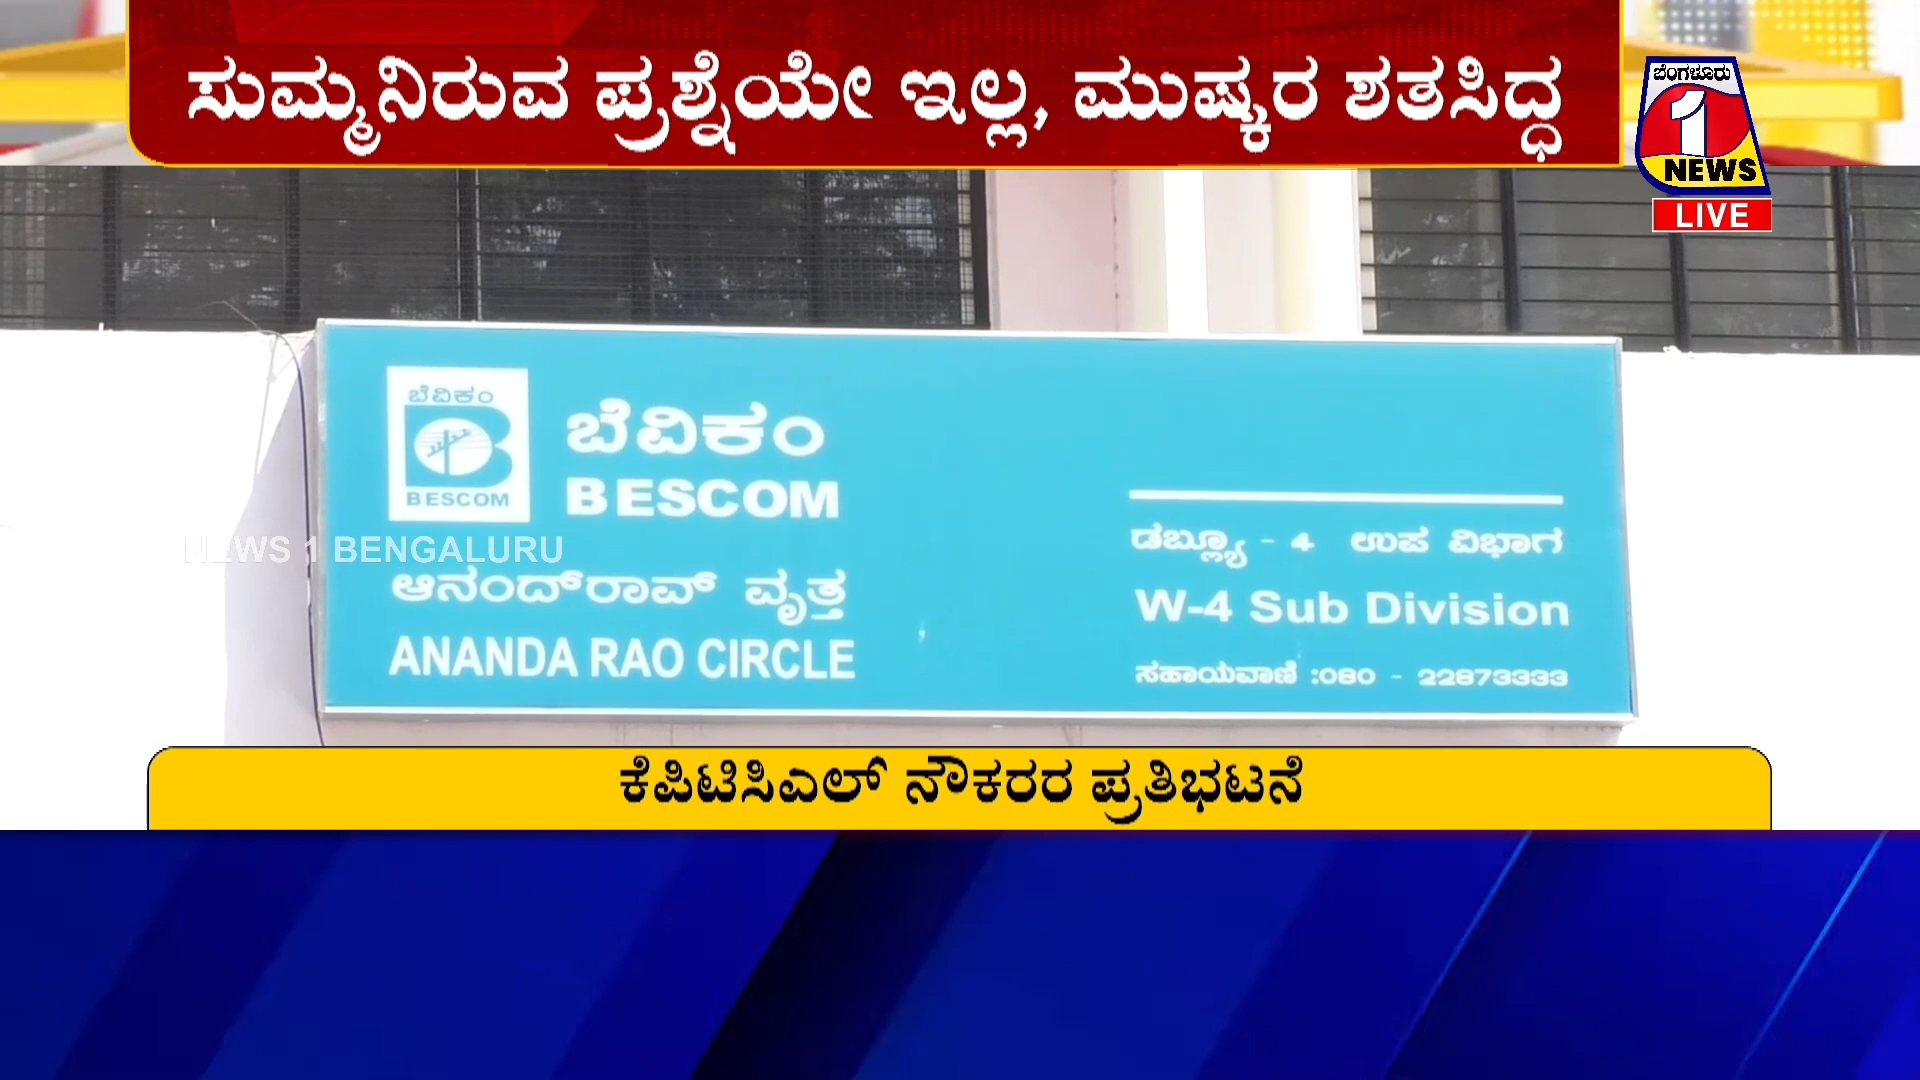 ಸುಮ್ಮನಿರುವ ಪ್ರಶ್ನೆಯೇ ಇಲ್ಲ, ಮುಷ್ಕರ ಶತಸಿದ್ಧ
ಬೆಂಗಳೂರು
1
NEWS
LIVE
ಬೆವಿಕಂ
BESCOM
ಬೆವಿಕಂ
BESCOM
NEWS 1 BENGALURU
ಆನಂದ್‌ರಾವ್ ವೃತ್ತ
ANANDA RAO CIRCLE
ಡಬ್ಲ್ಯೂ - 4 ಉಪ ವಿಭಾಗ
W-4 Sub Division
ಸಹಾಯವಾಣಿ :080 - 22873333
ಕೆಪಿಟಿಸಿಎಲ್ ನೌಕರರ ಪ್ರತಿಭಟನೆ